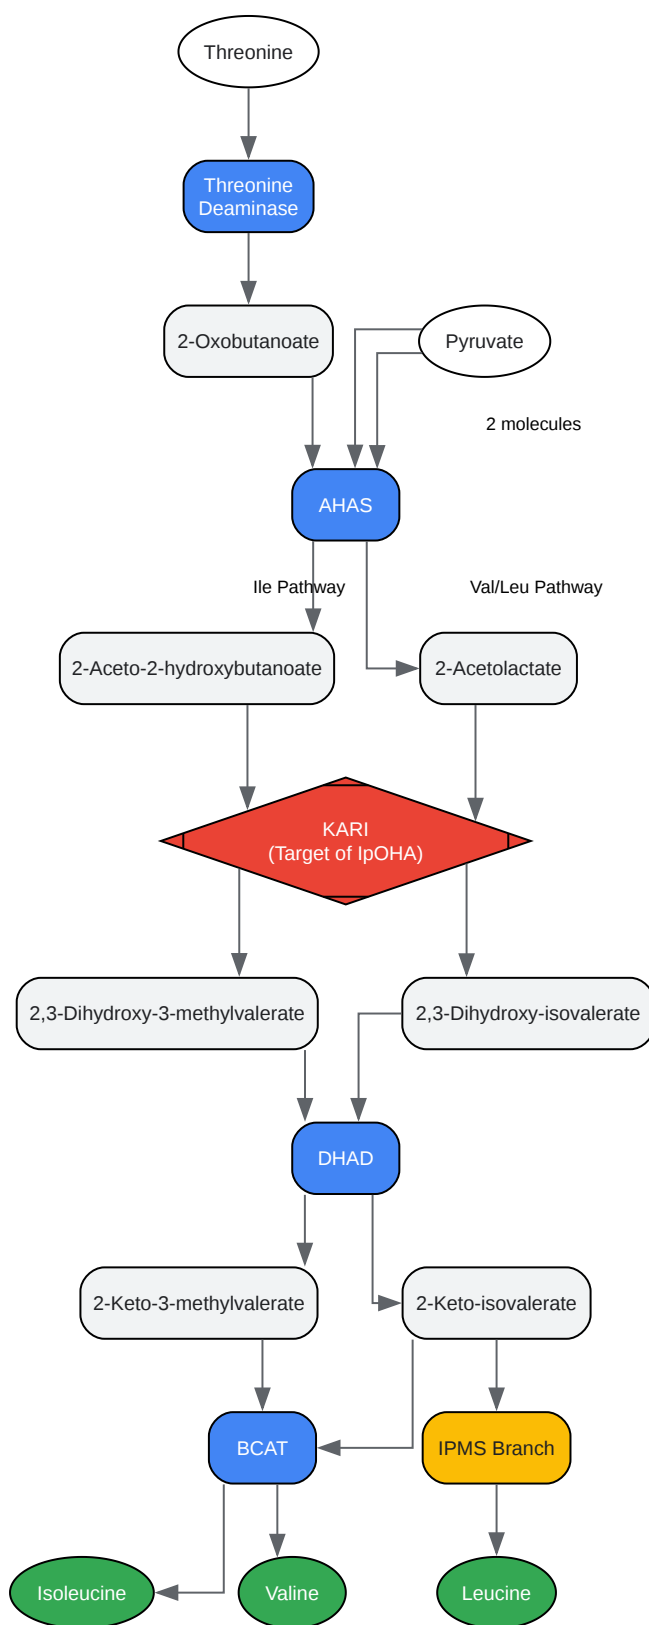 Threonine
Threonine
Deaminase
2-Oxobutanoate
Pyruvate
2 molecules
AHAS
Ile Pathway
Val/Leu Pathway
2-Aceto-2-hydroxybutanoate
2-Acetolactate
KARI
(Target of IpOHA)
2,3-Dihydroxy-3-methylvalerate
2,3-Dihydroxy-isovalerate
DHAD
2-Keto-3-methylvalerate
2-Keto-isovalerate
BCAT
IPMS Branch
Isoleucine
Valine
Leucine